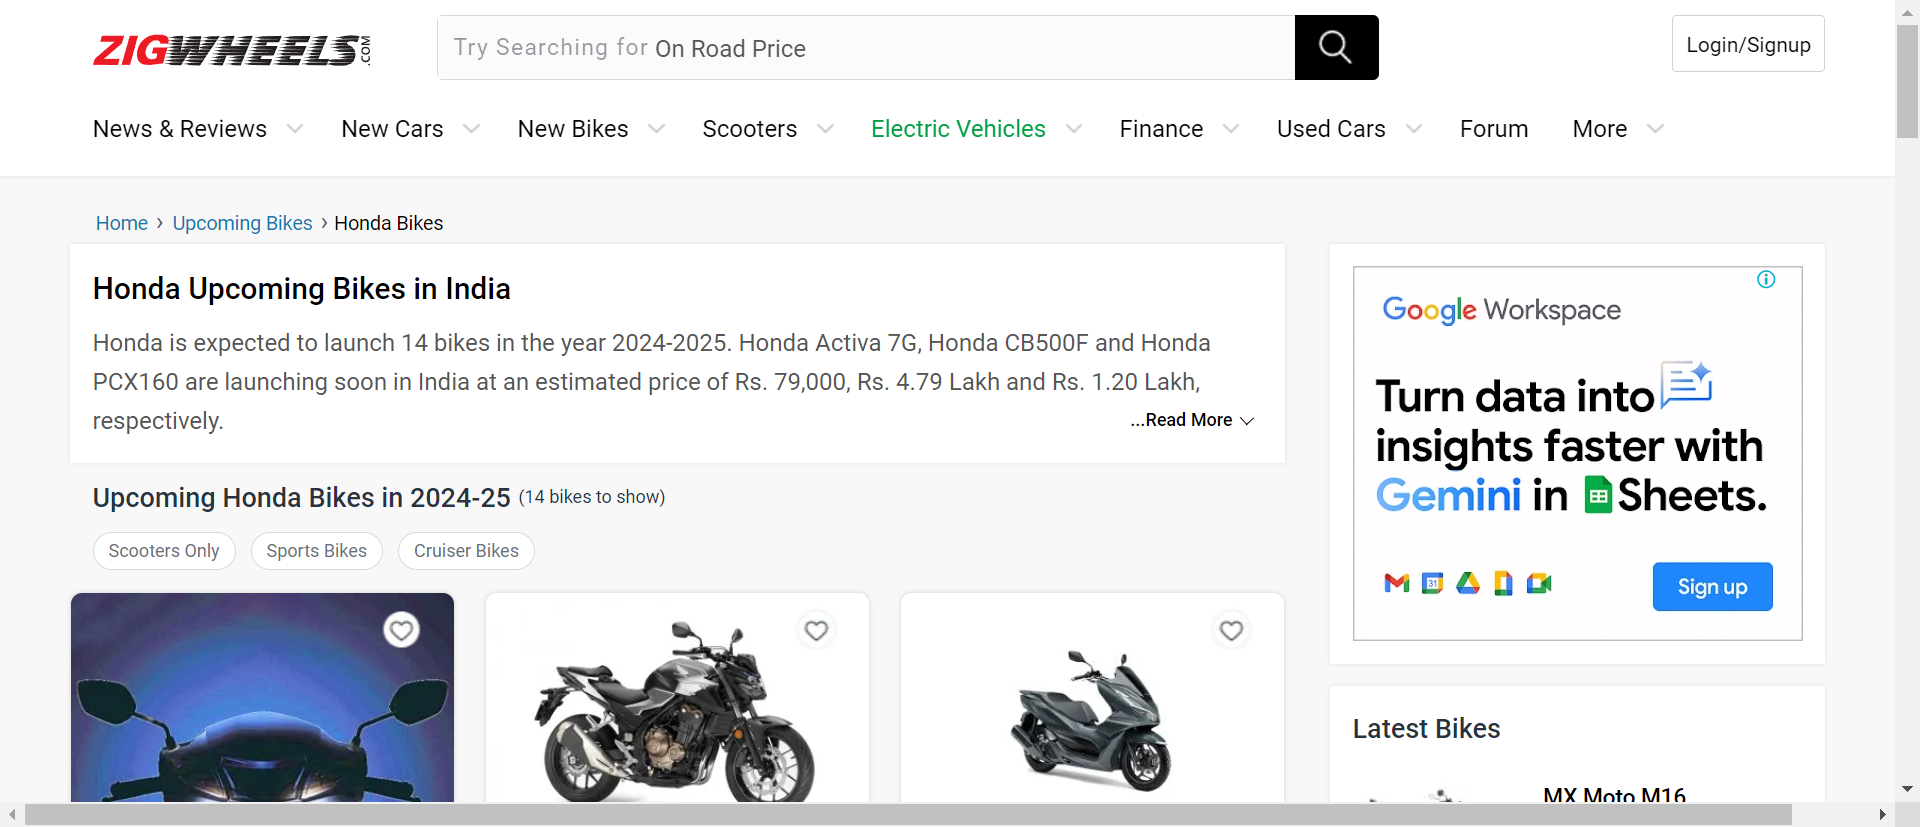 ZIGWHEELS.COM
Try Searching for On Road Price
Login/Signup
News & Reviews
New Cars
New Bikes
Scooters
Electric Vehicles
Finance
Used Cars
Forum
More
Home › Upcoming Bikes › Honda Bikes
Honda Upcoming Bikes in India
Honda is expected to launch 14 bikes in the year 2024-2025. Honda Activa 7G, Honda CB500F and Honda
PCX160 are launching soon in India at an estimated price of Rs. 79,000, Rs. 4.79 Lakh and Rs. 1.20 Lakh,
respectively.
...Read More
Upcoming Honda Bikes in 2024-25 (14 bikes to show)
Scooters Only
Sports Bikes
Cruiser Bikes
Google Workspace
Turn data into
insights faster with
Gemini in Sheets.
31
Sign up
Latest Bikes
MX Moto M16